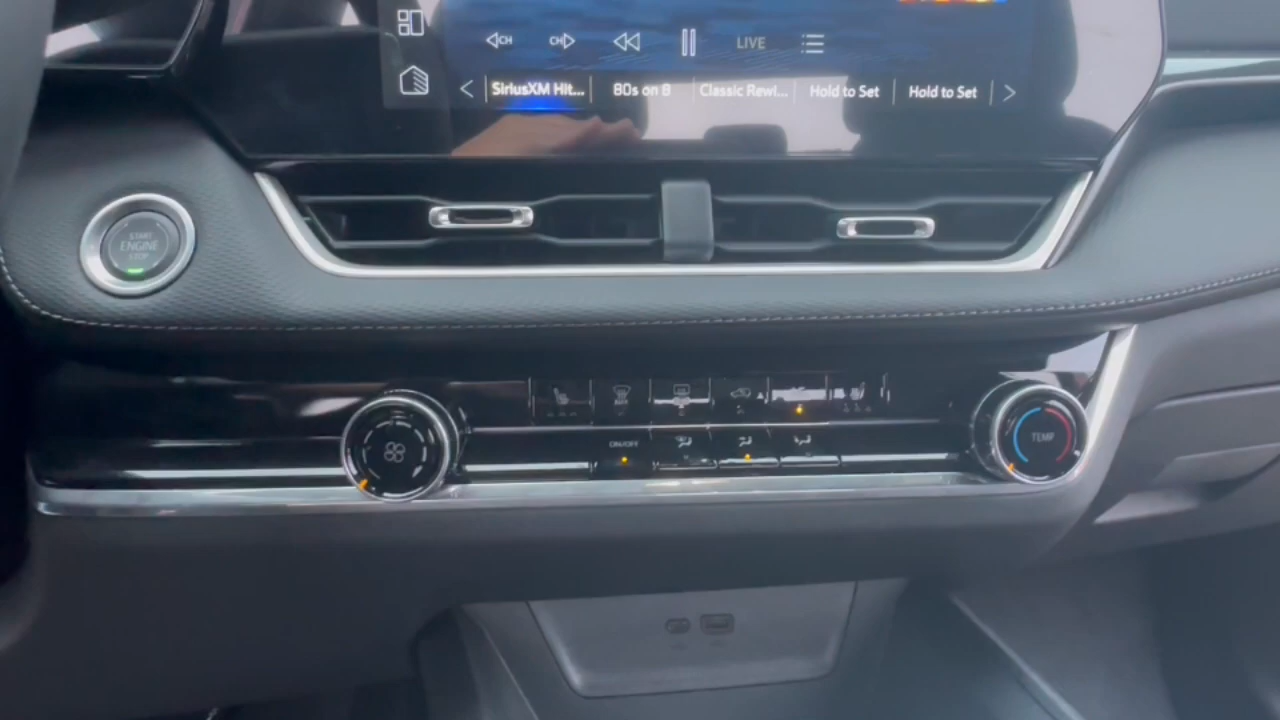 CH CH LIVE
SiriusXM Hit... 80s on 8 Classic Rewi... Hold to Set Hold to Set
START
ENGINE
STOP
ON/OFF
TEMP